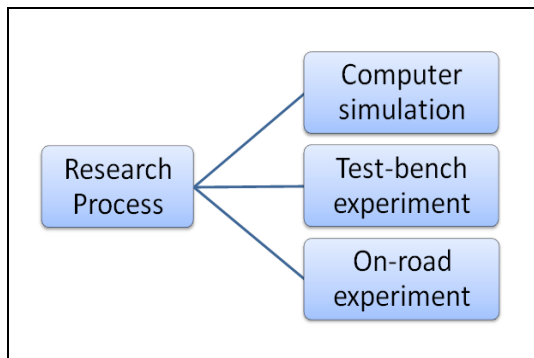 Computer
simulation
Research
Process
Test-bench
experiment
On-road
experiment